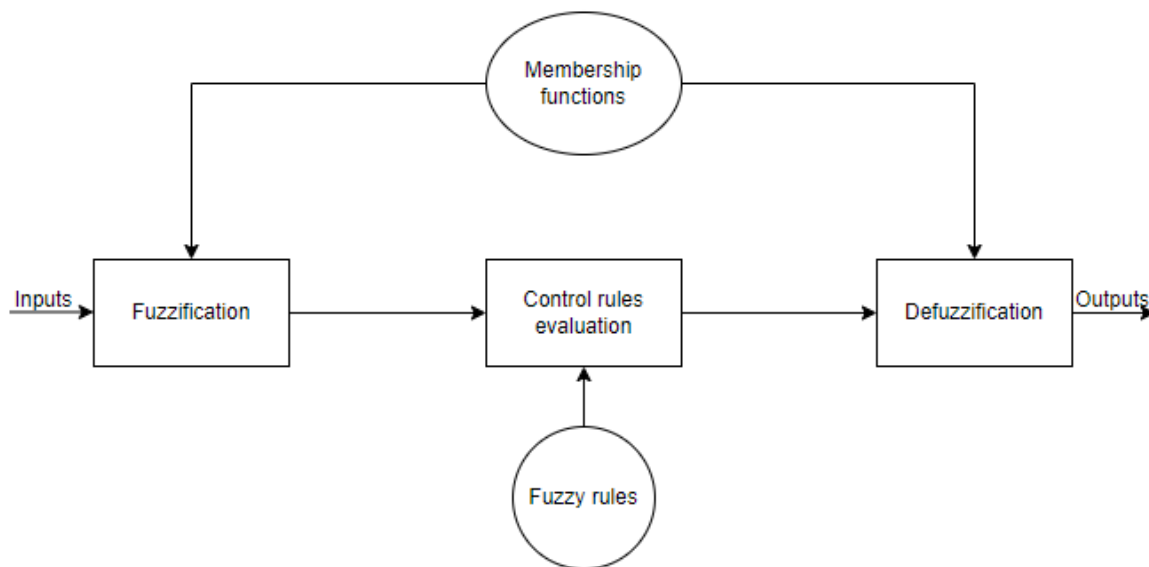 Membership
functions
Inputs
Fuzzification
Control rules
evaluation
Defuzzification
Outputs
Fuzzy rules